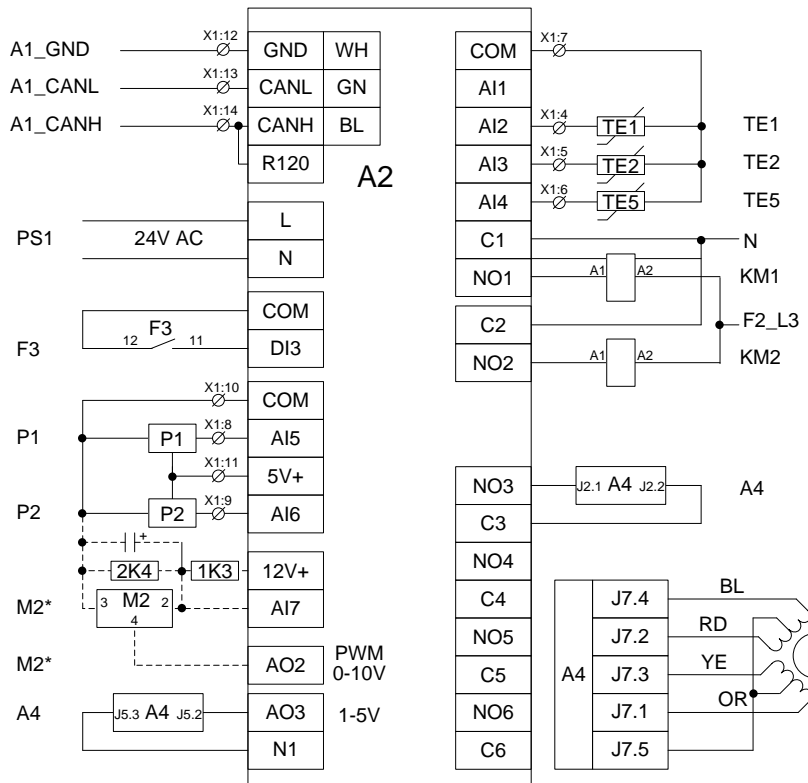 A1_GND X1:12 GND WH
A1_CANL X1:13 CANL GN
A1_CANH X1:14 CANH BL
R120
A2
PS1 24V AC L
N
COM
F3 12 F3 11 DI3
X1:10 COM
P1 P1 X1:8 AI5
X1:11 5V+
P2 P2 X1:9 AI6
+
2K4 1K3 12V+
M2* 3 M2 2 AI7
4
M2* AO2 PWM
0-10V
A4 J5.3 A4 J5.2 AO3 1-5V
N1
COM X1:7
AI1
AI2 X1:4 TE1 TE1
AI3 X1:5 TE2 TE2
AI4 X1:6 TE5 TE5
C1 N
NO1 A1 A2 KM1
C2 F2_L3
NO2 A1 A2 KM2
NO3 J2.1 A4 J2.2 A4
C3
NO4
C4
NO5
C5
NO6
C6
A4
J7.4 BL
J7.2 RD
J7.3 YE
J7.1 OR
J7.5